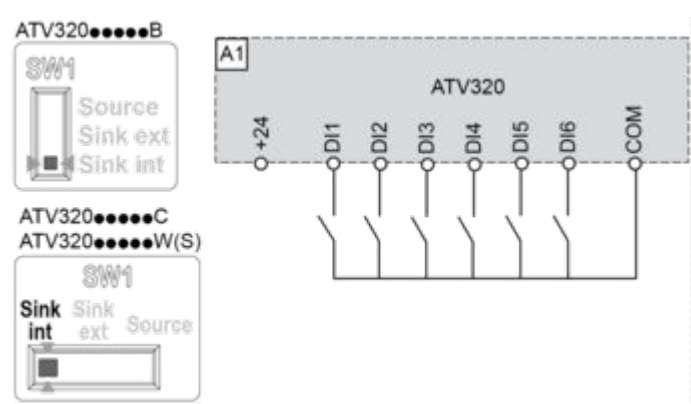 ATV320●●●●●B
SW1
Source
Sink ext
Sink int
ATV320●●●●●C
ATV320●●●●●W(S)
SW1
Sink int
Sink ext
Source
A1
ATV320
+24
DI1
DI2
DI3
DI4
DI5
DI6
COM